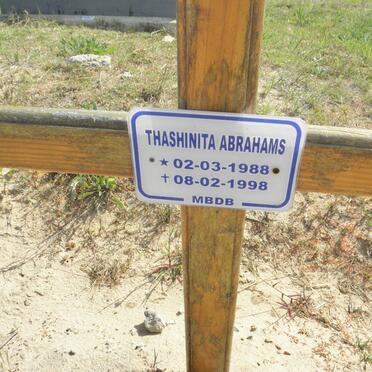 THASHINITA ABRAHAMS
★ 02-03-1988
✝ 08-02-1998
MBDB